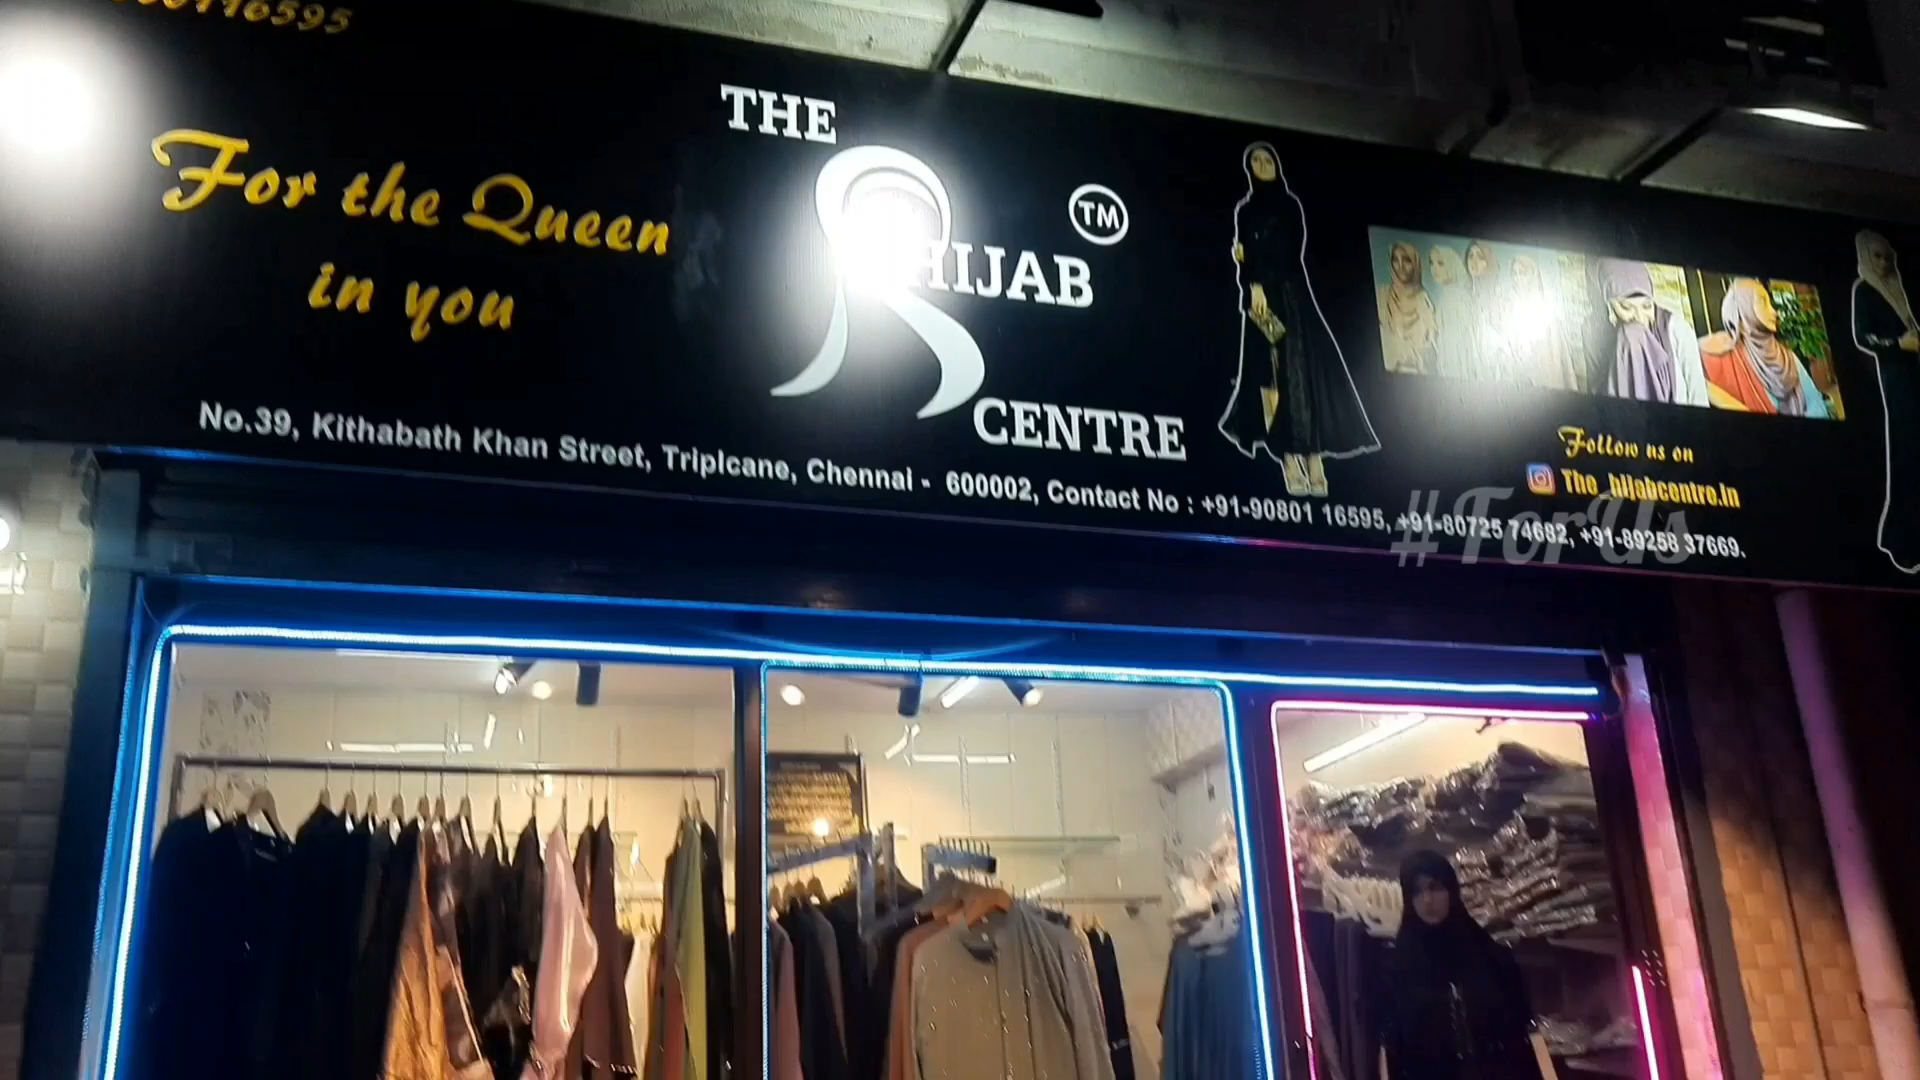 For the Queen
in you
THE
HIJAB
TM
CENTRE
No.39, Kithabath Khan Street, Triplcane, Chennai - 600002, Contact No : +91-90801 16595, +91-80725 74682, +91-89258 37669.
Follow us on
The_hijabcentre.in
#ForUs